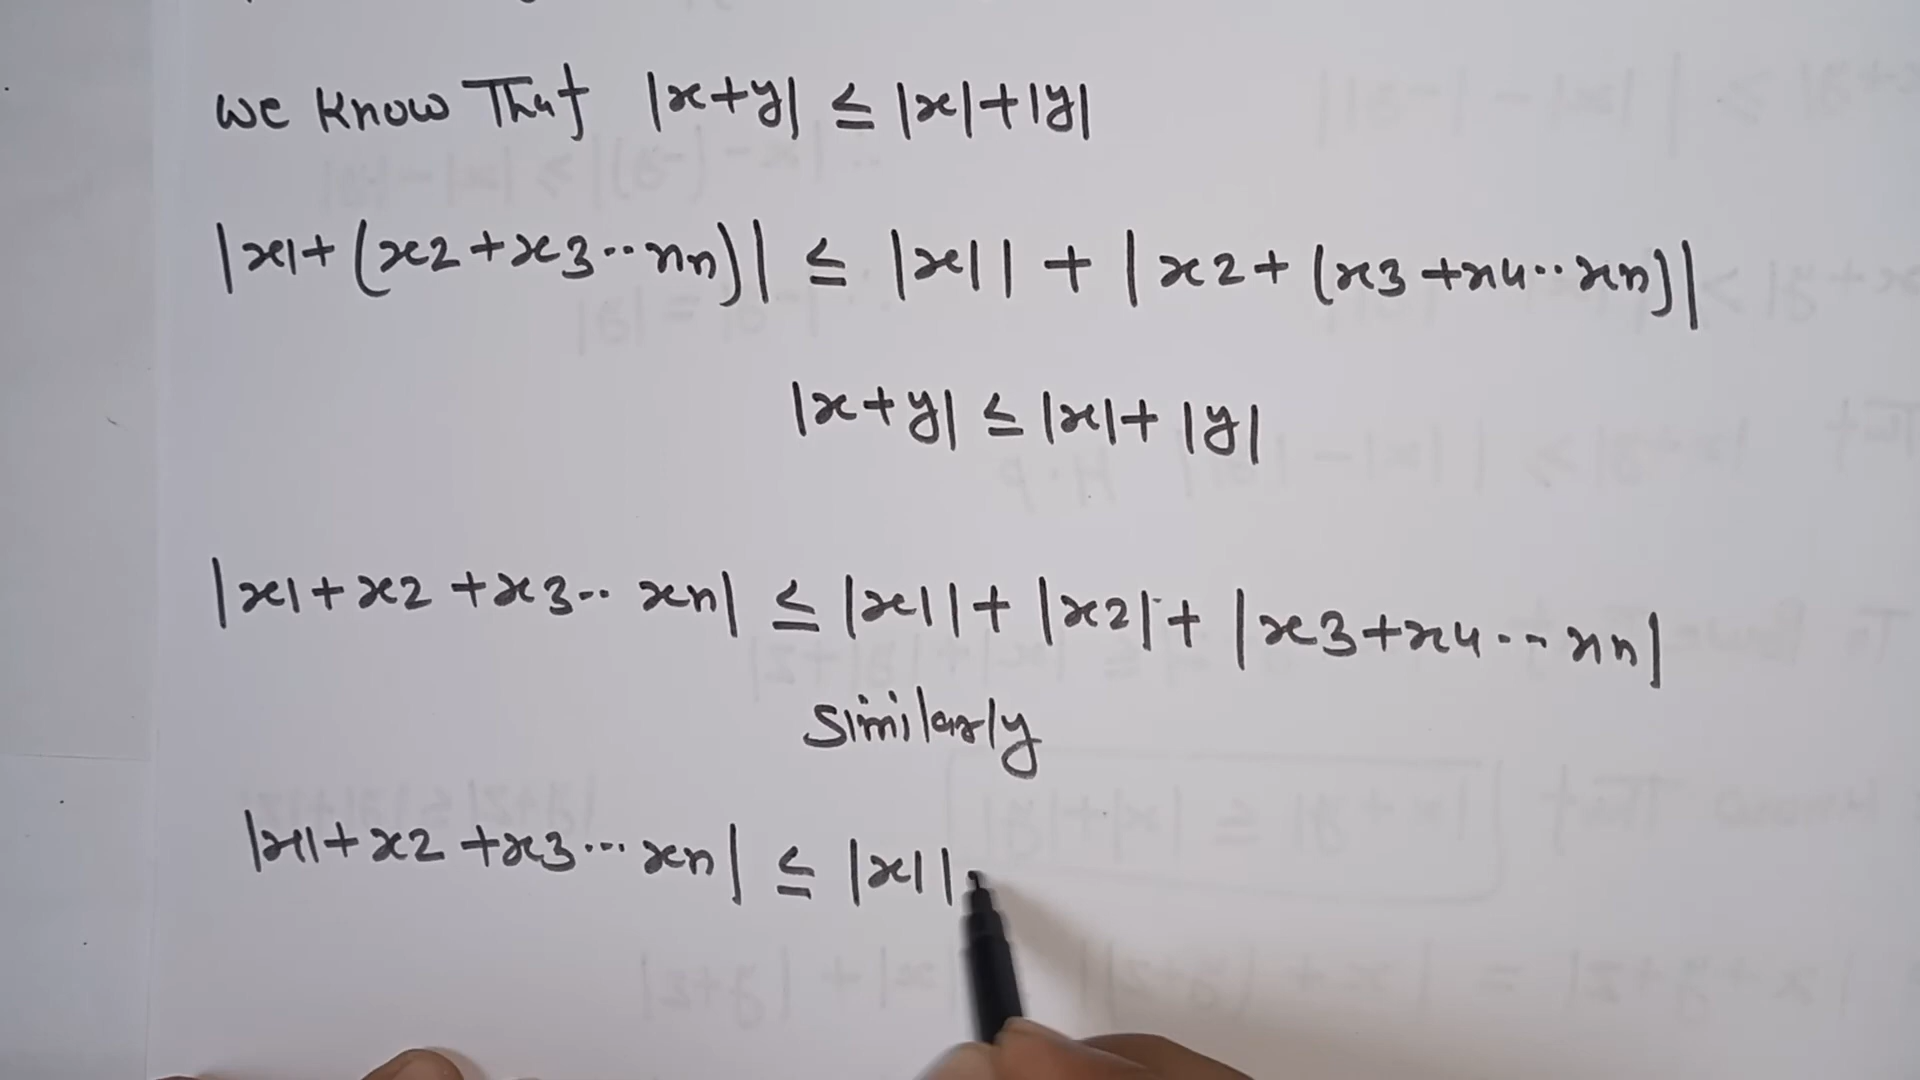 we know That |x+y| ≤ |x|+|y|
|x1+(x2+x3...xn)| ≤ |x1| + |x2+(x3+x4..xn)|
|x+y| ≤ |x|+|y|
|x1+x2+x3.. xn| ≤ |x1|+|x2|+|x3+x4...xn|
Similarly
|x1+x2+x3... xn| ≤ |x1|